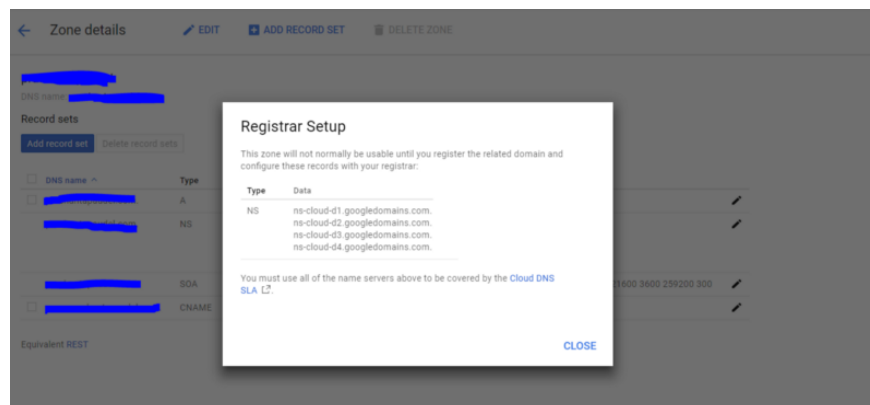 Zone details
EDIT
ADD RECORD SET
DELETE ZONE
DNS name
Record sets
Add record set
Delete record sets
DNS name
Type
A
NS
SOA
21600 3600 259200 300
CNAME
Equivalent REST
Registrar Setup
This zone will not normally be usable until you register the related domain and
configure these records with your registrar:
Type
Data
NS
ns-cloud-d1.googledomains.com.
ns-cloud-d2.googledomains.com.
ns-cloud-d3.googledomains.com.
ns-cloud-d4.googledomains.com.
You must use all of the name servers above to be covered by the Cloud DNS
SLA
CLOSE